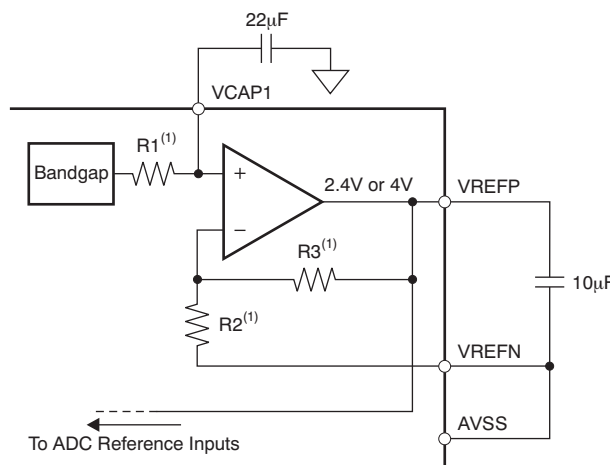 22μF
VCAP1
R1(1)
Bandgap
+
2.4V or 4V
VREFP
−
R3(1)
10μF
R2(1)
VREFN
AVSS
To ADC Reference Inputs